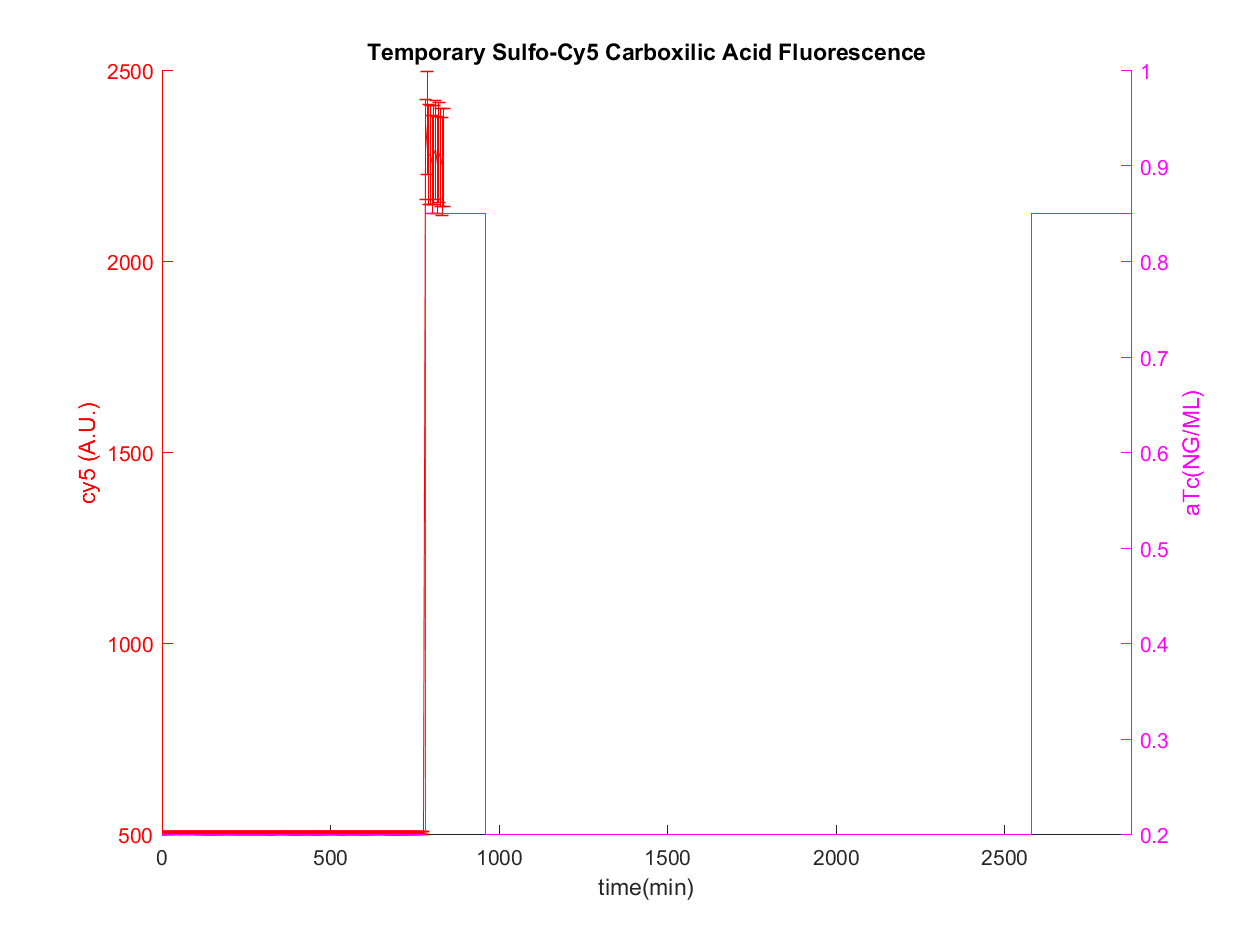 Temporary Sulfo-Cy5 Carboxilic Acid Fluorescence
2500
2000
1500
1000
500
cy5 (A.U.)
1
0.9
0.8
0.7
0.6
0.5
0.4
0.3
0.2
aTc(NG/ML)
0 500 1000 1500 2000 2500
time(min)